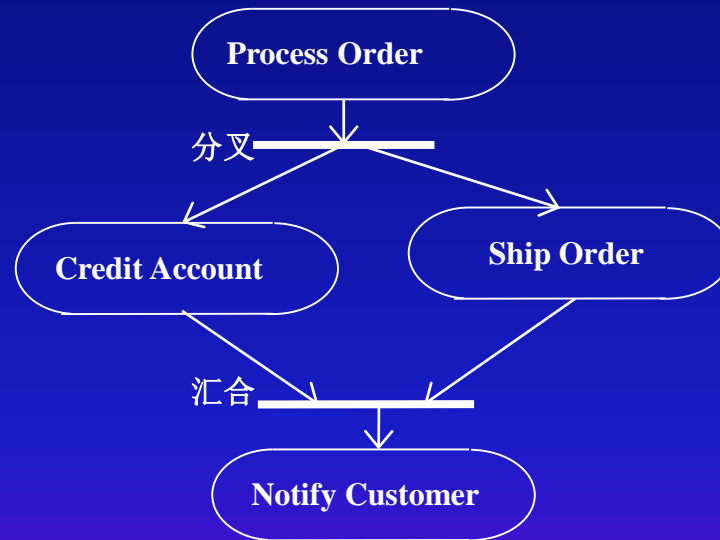 Process Order
分叉
Credit Account
Ship Order
汇合
Notify Customer